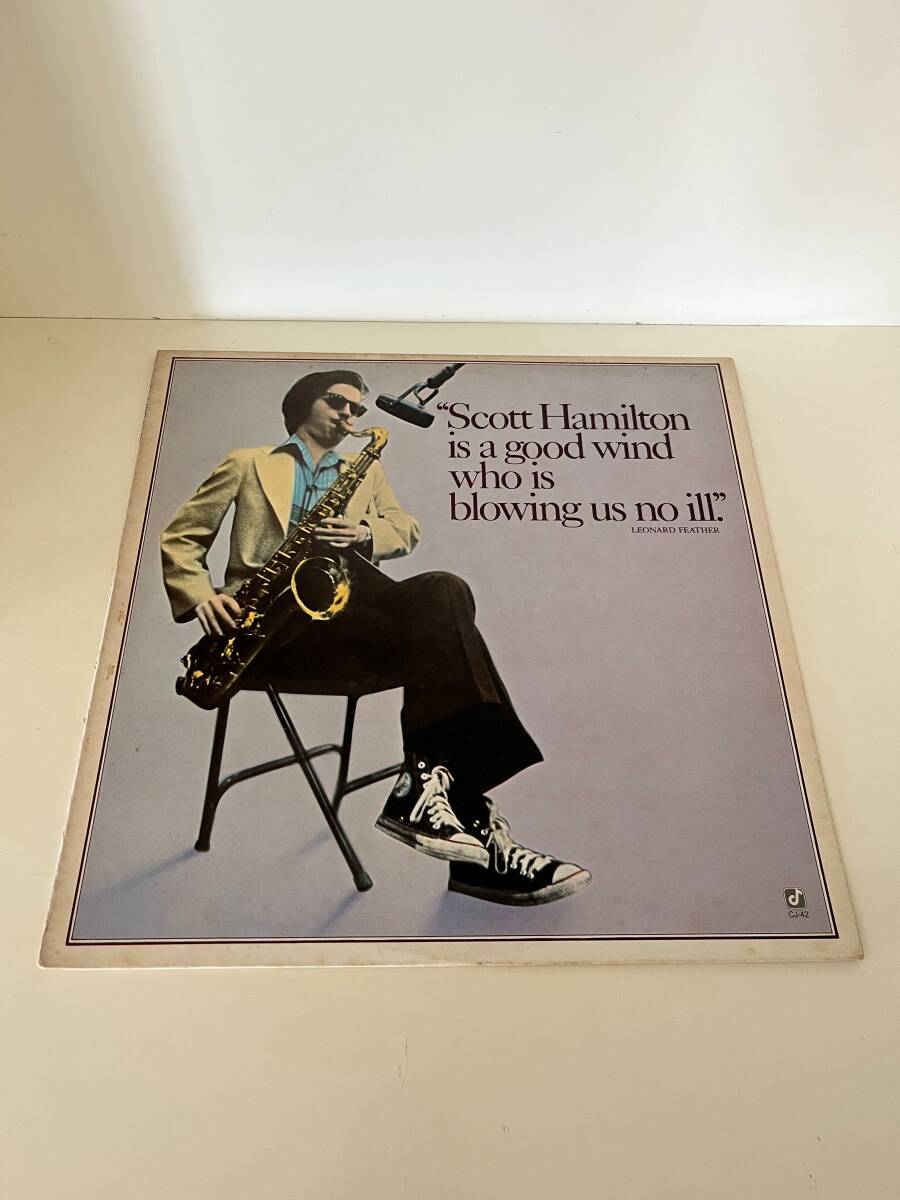 “Scott Hamilton
is a good wind
who is
blowing us no ill.”
LEONARD FEATHER
CJ-42